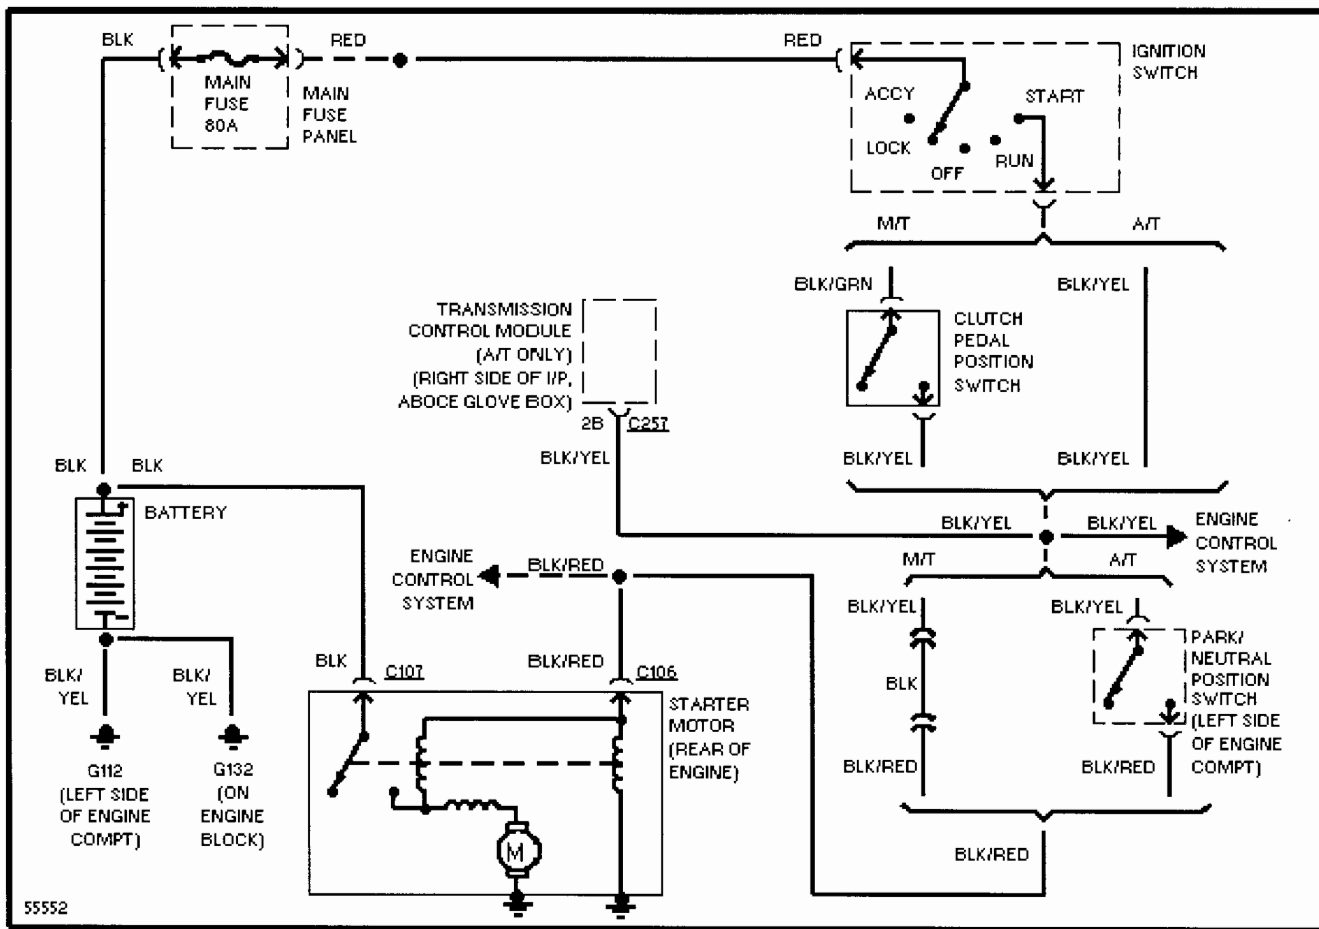 BLK
RED
MAIN
FUSE
80A
MAIN
FUSE
PANEL
RED
IGNITION
SWITCH
ACCY
START
LOCK
OFF
RUN
M/T
A/T
BLK/GRN
BLK/YEL
CLUTCH
PEDAL
POSITION
SWITCH
TRANSMISSION
CONTROL MODULE
(A/T ONLY)
(RIGHT SIDE OF I/P,
ABOCE GLOVE BOX)
2B C257
BLK/YEL
BLK/YEL
BLK/YEL
BLK BLK
BATTERY
BLK/YEL
BLK/YEL
ENGINE
CONTROL
SYSTEM
ENGINE
CONTROL
SYSTEM
BLK/RED
M/T
A/T
BLK/YEL
BLK/YEL
BLK
BLK/RED
PARK/
NEUTRAL
POSITION
SWITCH
(LEFT SIDE
OF ENGINE
COMPT)
BLK/RED
BLK/
YEL
BLK/
YEL
G112
(LEFT SIDE
OF ENGINE
COMPT)
G132
(ON
ENGINE
BLOCK)
BLK
C107
BLK/RED
C106
STARTER
MOTOR
(REAR OF
ENGINE)
M
BLK/RED
55552